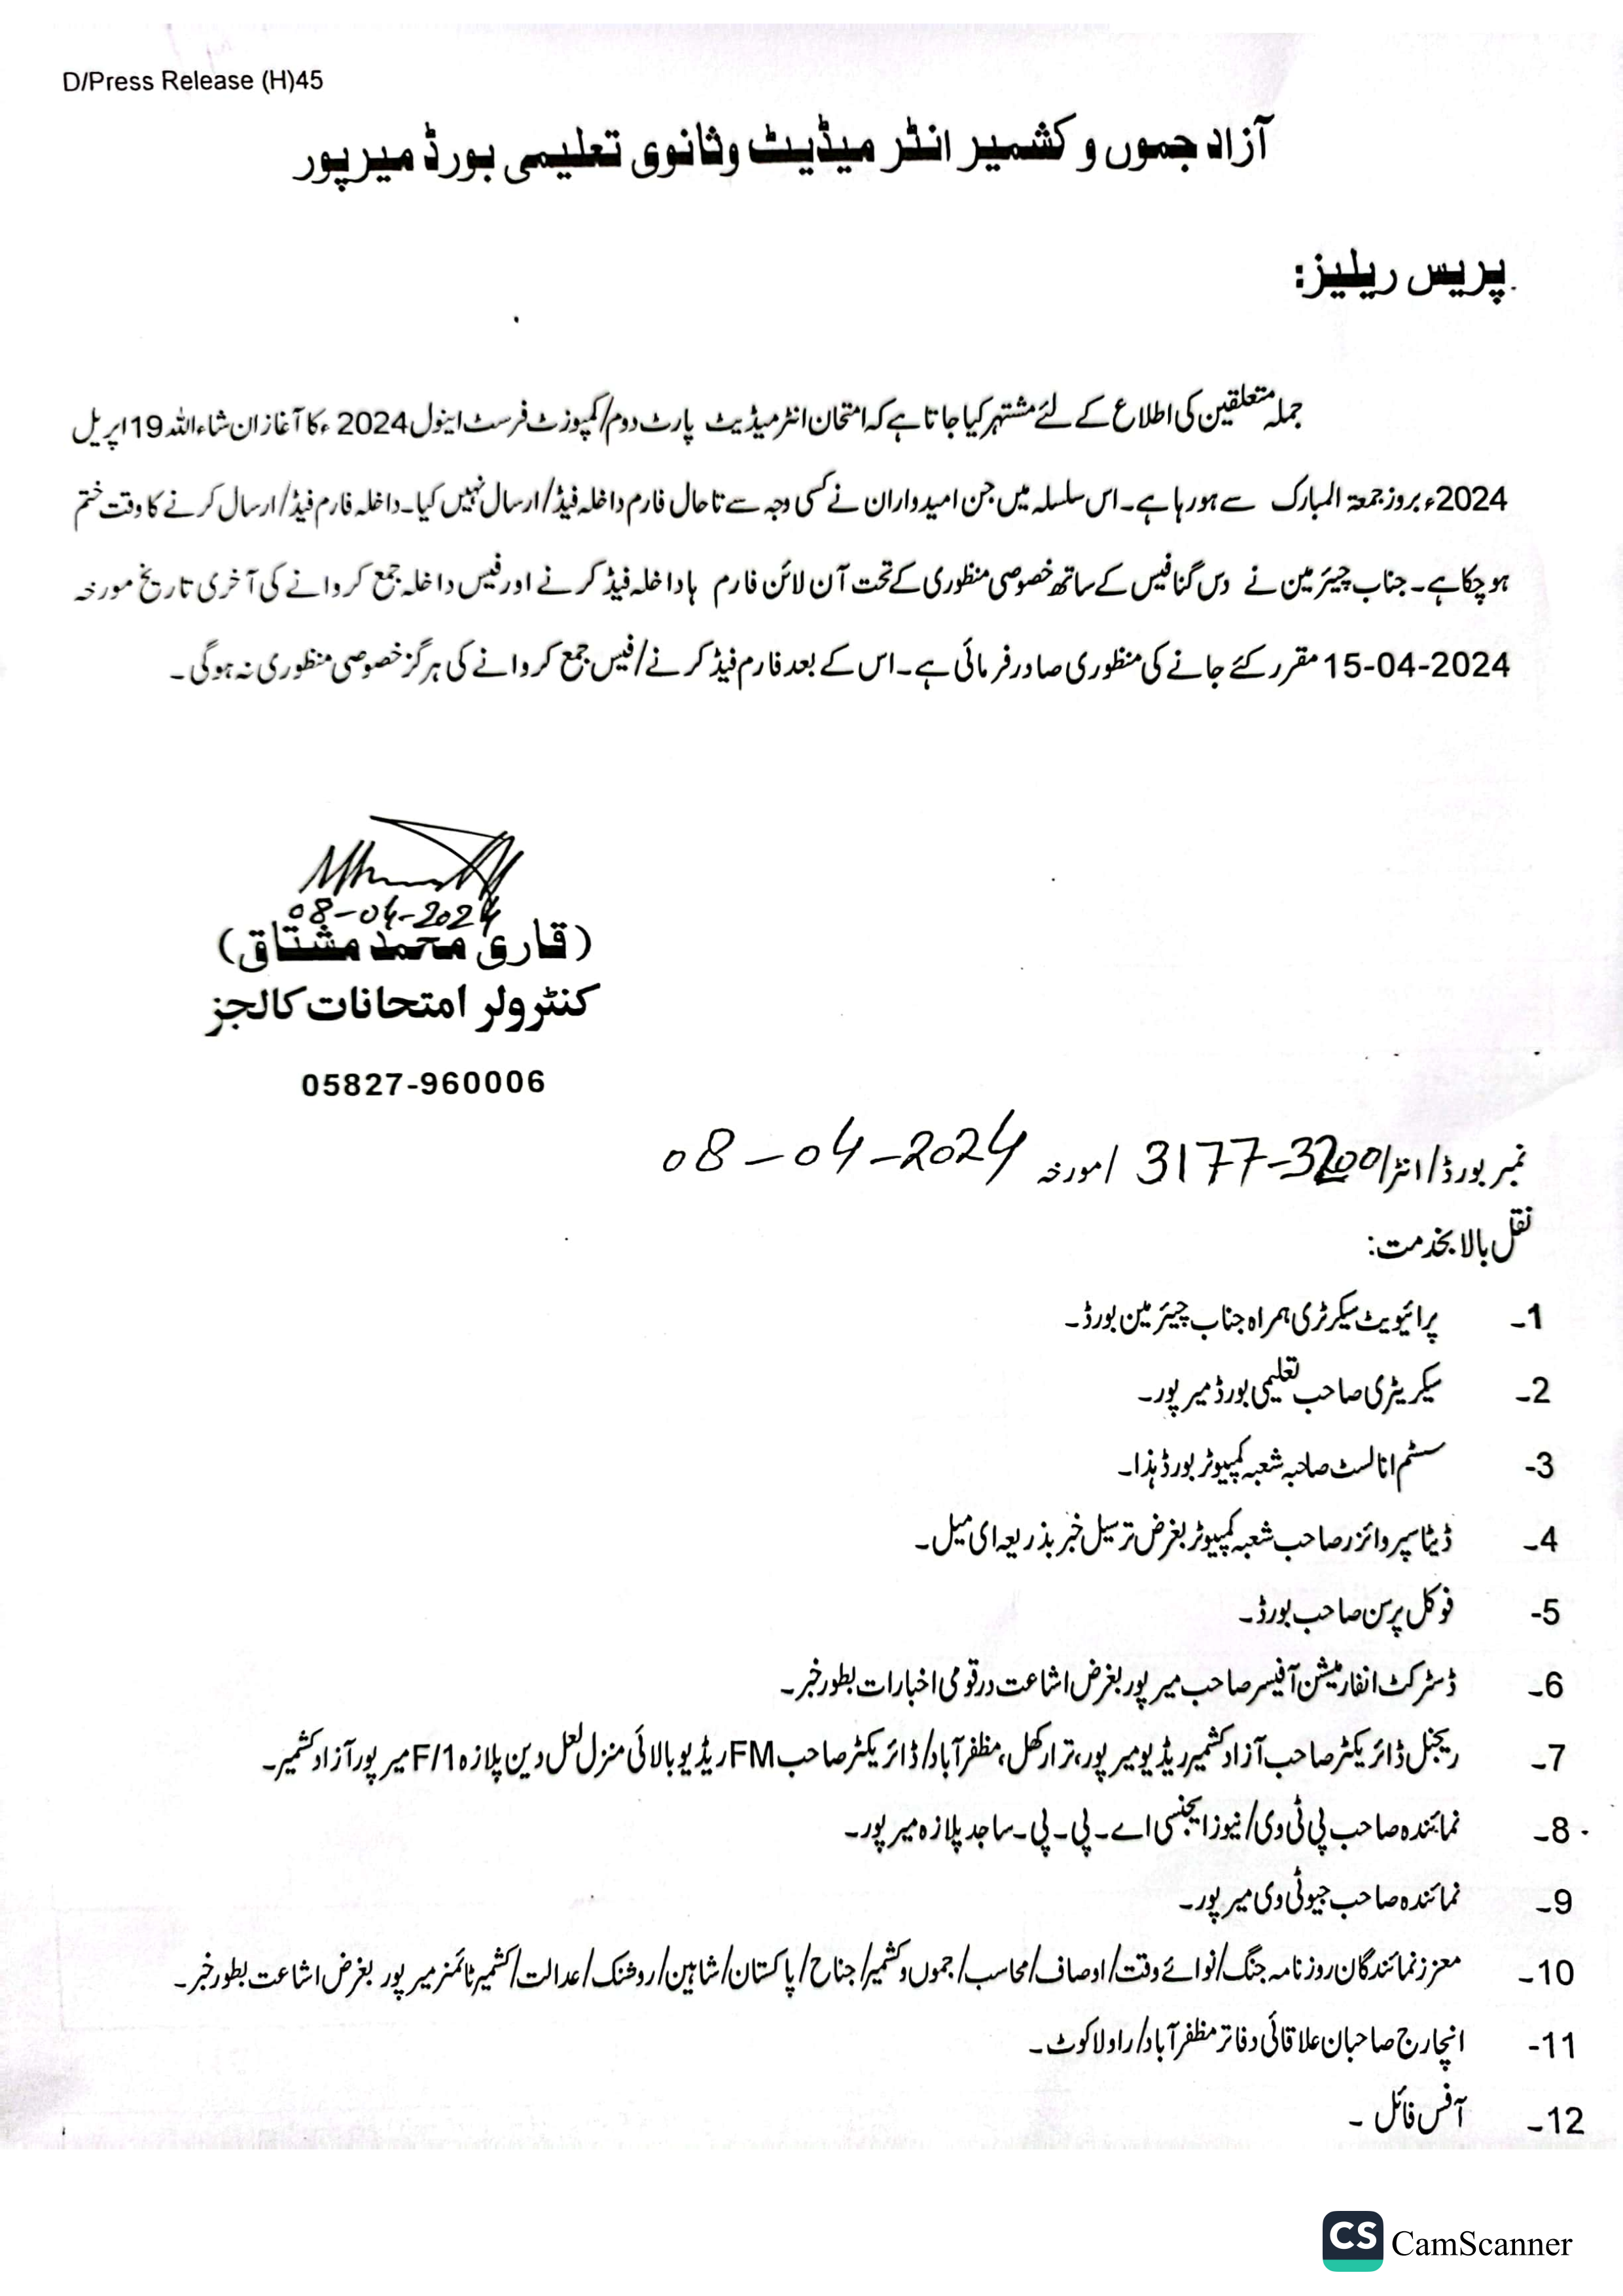 D/Press Release (H)45
آزاد جموں و کشمیر انٹر میڈیٹ وثانوی تعلیمی بورڈ میرپور
پریس ریلیز:
جملہ متعلقین کی اطلاع کے لئے مشتہر کیا جاتا ہے کہ امتحان انٹرمیڈیٹ پارٹ دوم/کمپوزٹ فرسٹ اینول 2024ء کا آغاز ان شاء اللہ 19 اپریل
2024ء بروز جمعۃ المبارک سے ہو رہا ہے۔ اس سلسلہ میں جن امیدواران نے کسی وجہ سے تا حال فارم داخلہ فیڈ/ارسال نہیں کیا۔ داخلہ فارم فیڈ/ارسال کرنے کا وقت ختم
ہو چکا ہے۔ جناب چیئرمین نے دس گنا فیس کے ساتھ خصوصی منظوری کے تحت آن لائن فارم ہا داخلہ فیڈ کرنے اور فیس داخلہ جمع کروانے کی آخری تاریخ مورخہ
15-04-2024 مقرر کئے جانے کی منظوری صادر فرمائی ہے۔ اس کے بعد فارم فیڈ کرنے/فیس جمع کروانے کی ہرگز خصوصی منظوری نہ ہوگی۔
08-04-2024
(قاری محمد مشتاق)
کنٹرولر امتحانات کالجز
05827-960006
نمبر بورڈ/انٹر/3177-3200 /مورخہ 08-04-2024
نقل بالا بخدمت:
1۔ پرائیویٹ سیکرٹری ہمراہ جناب چیئرمین بورڈ۔
2۔ سیکریٹری صاحب تعلیمی بورڈ میرپور۔
3- سسٹم انالسٹ صاحبہ شعبہ کمپیوٹر بورڈ ہذا۔
4۔ ڈیٹا سپروائزر صاحب شعبہ کمپیوٹر بغرض ترسیل خبر بذریعہ ای میل۔
5- فوکل پرسن صاحب بورڈ۔
6۔ ڈسٹرکٹ انفارمیشن آفیسر صاحب میرپور بغرض اشاعت در قومی اخبارات بطور خبر۔
7۔ ریجنل ڈائریکٹر صاحب آزاد کشمیر ریڈیو میرپور، تراڑکھل، مظفرآباد/ڈائریکٹر صاحب FM ریڈیو بالائی منزل لعل دین پلازہ F/1 میرپور آزاد کشمیر۔
8۔ نمائندہ صاحب پی ٹی وی/نیوز ایجنسی اے۔ پی۔ پی۔ ساجد پلازہ میرپور۔
9۔ نمائندہ صاحب جیو ٹی وی میرپور۔
10۔ معزز نمائندگان روزنامہ جنگ/نوائے وقت/اوصاف/محاسب/جموں و کشمیر/جناح/پاکستان/شاہین/روشنک/عدالت/کشمیر ٹائمنر میرپور بغرض اشاعت بطور خبر۔
11- انچارج صاحبان علاقائی دفاتر مظفرآباد/راولاکوٹ۔
12۔ آفس فائل ۔
CS CamScanner